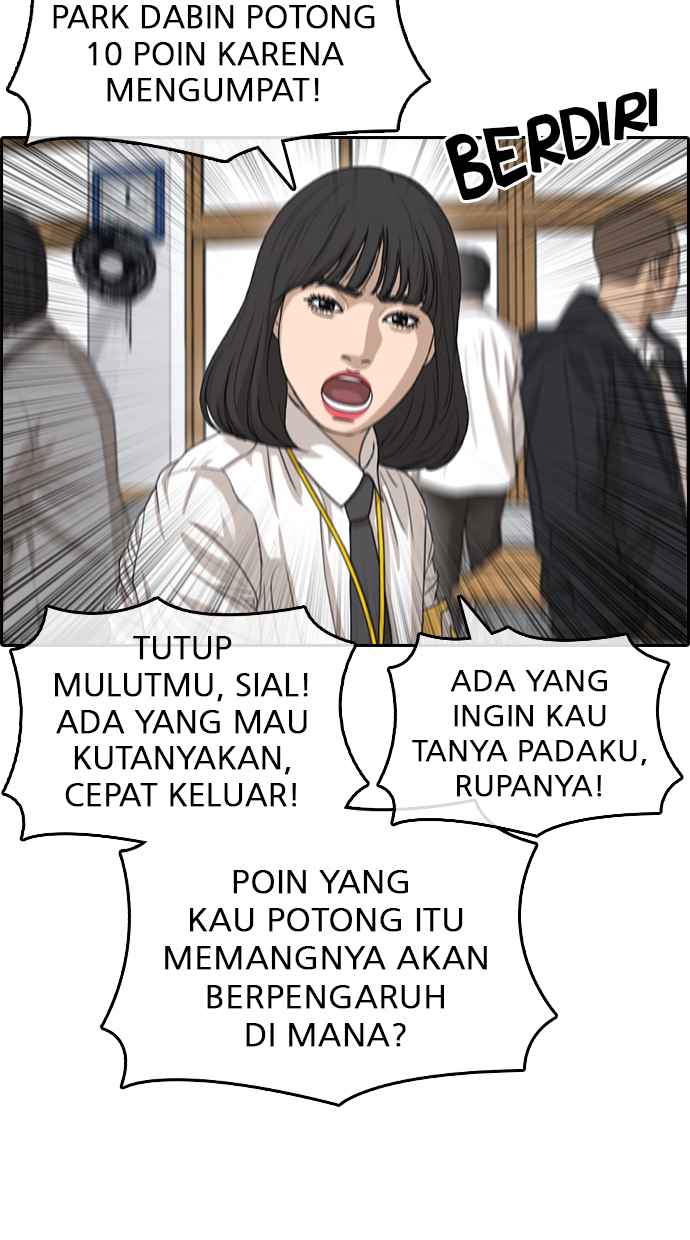 PARK DABIN POTONG
10 POIN KARENA
MENGUMPAT!
BERDIRI
TUTUP
MULUTMU, SIAL!
ADA YANG MAU
KUTANYAKAN,
CEPAT KELUAR!
ADA YANG
INGIN KAU
TANYA PADAKU,
RUPANYA!
POIN YANG
KAU POTONG ITU
MEMANGNYA AKAN
BERPENGARUH
DI MANA?